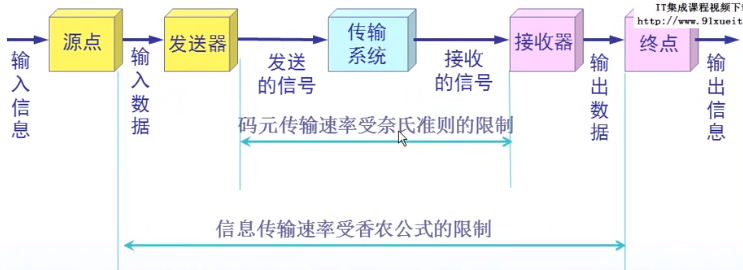 IT集成课程视频下
http://www.91xueit
源点
发送器
传输
系统
接收器
终点
输入信息
输入数据
发送
的信号
接收
的信号
输出数据
输出信息
码元传输速率受奈氏准则的限制
信息传输速率受香农公式的限制